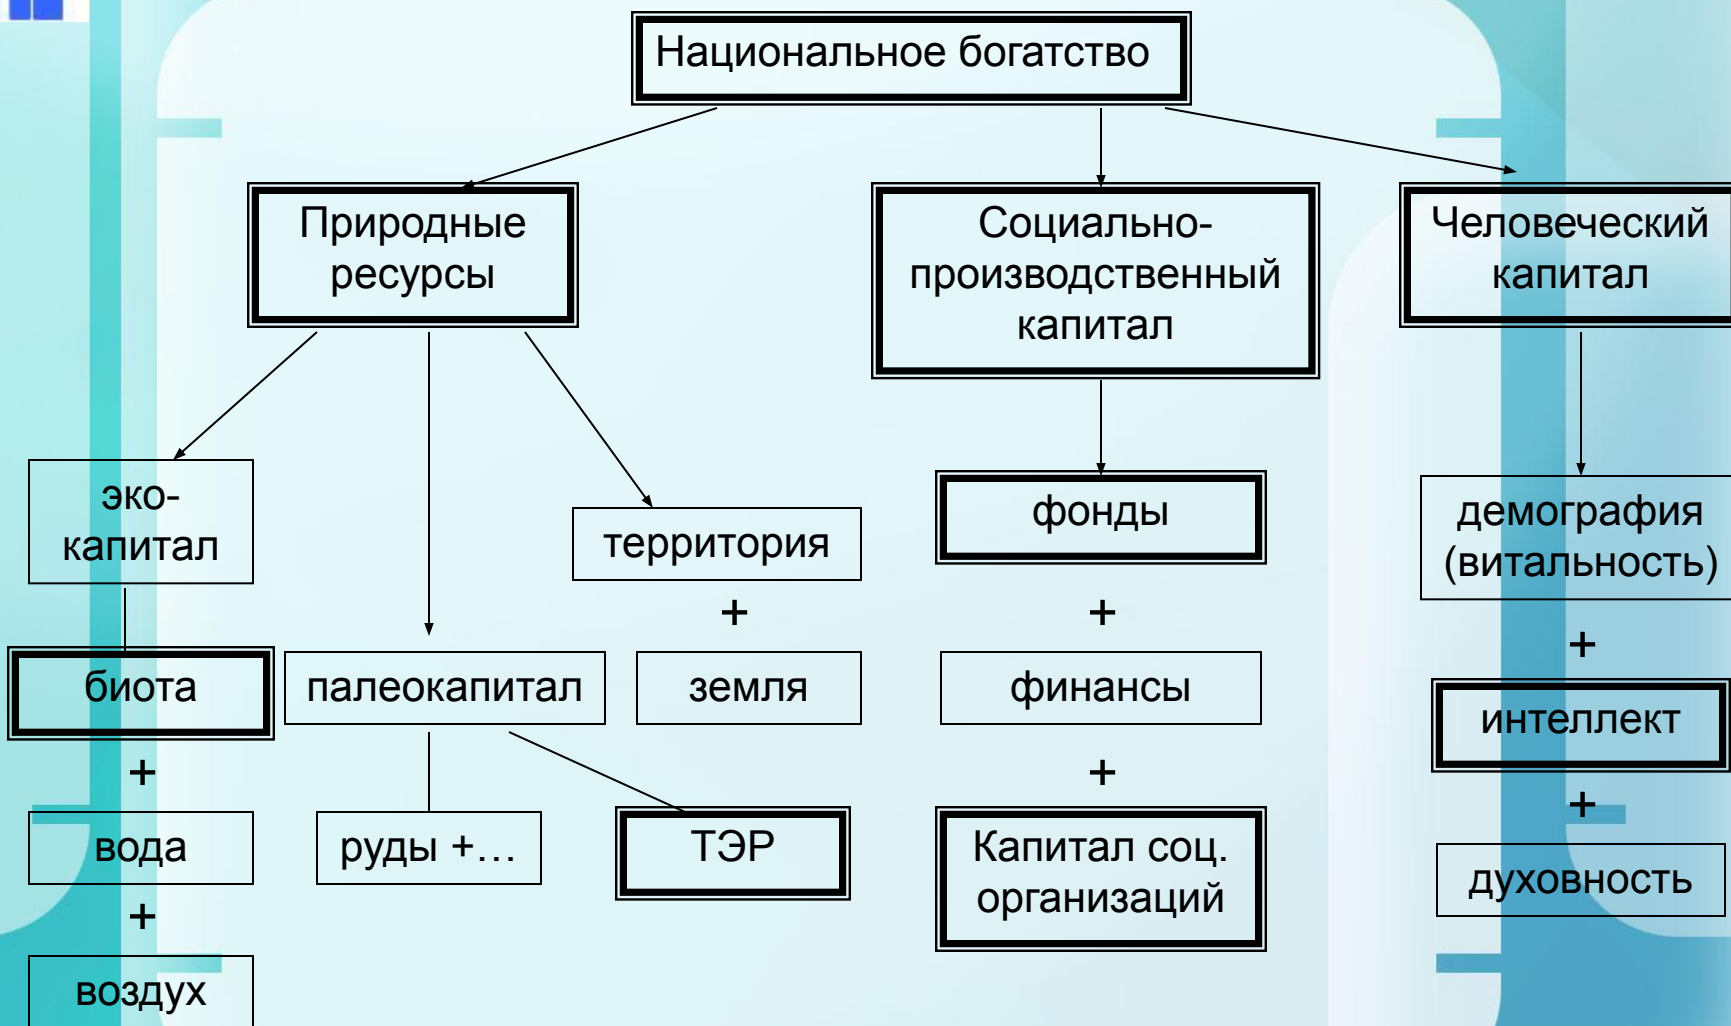 Национальное богатство
Природные
ресурсы
Социально-
производственный
капитал
Человеческий
капитал
эко-
капитал
территория
фонды
демография
(витальность)
+
+
+
биота
палеокапитал
земля
финансы
интеллект
+
+
+
вода
руды +...
ТЭР
Капитал соц.
организаций
духовность
+
воздух